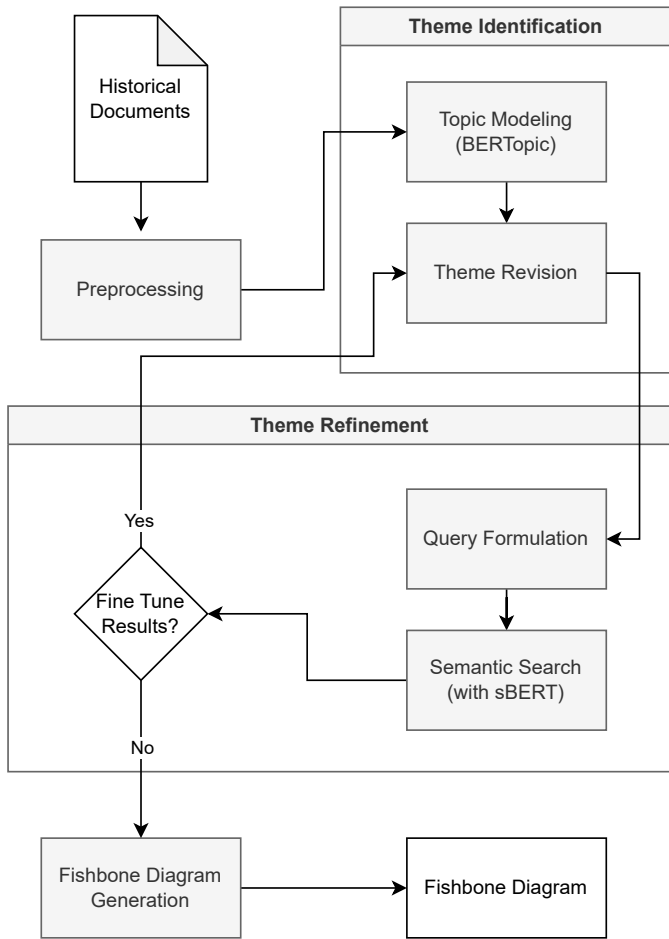 Historical
Documents
Preprocessing
Theme Identification
Topic Modeling
(BERTopic)
Theme Revision
Theme Refinement
Query Formulation
Semantic Search
(with sBERT)
Yes
Fine Tune
Results?
No
Fishbone Diagram
Generation
Fishbone Diagram